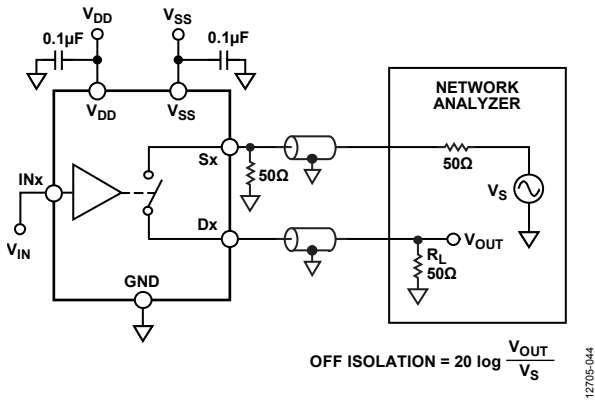 VDD
VSS
0.1µF
0.1µF
VDD
VSS
NETWORK
ANALYZER
Sx
50Ω
50Ω
INx
VS
Dx
VOUT
VIN
RL
50Ω
GND
OFF ISOLATION = 20 log VOUT
VS
12705-044